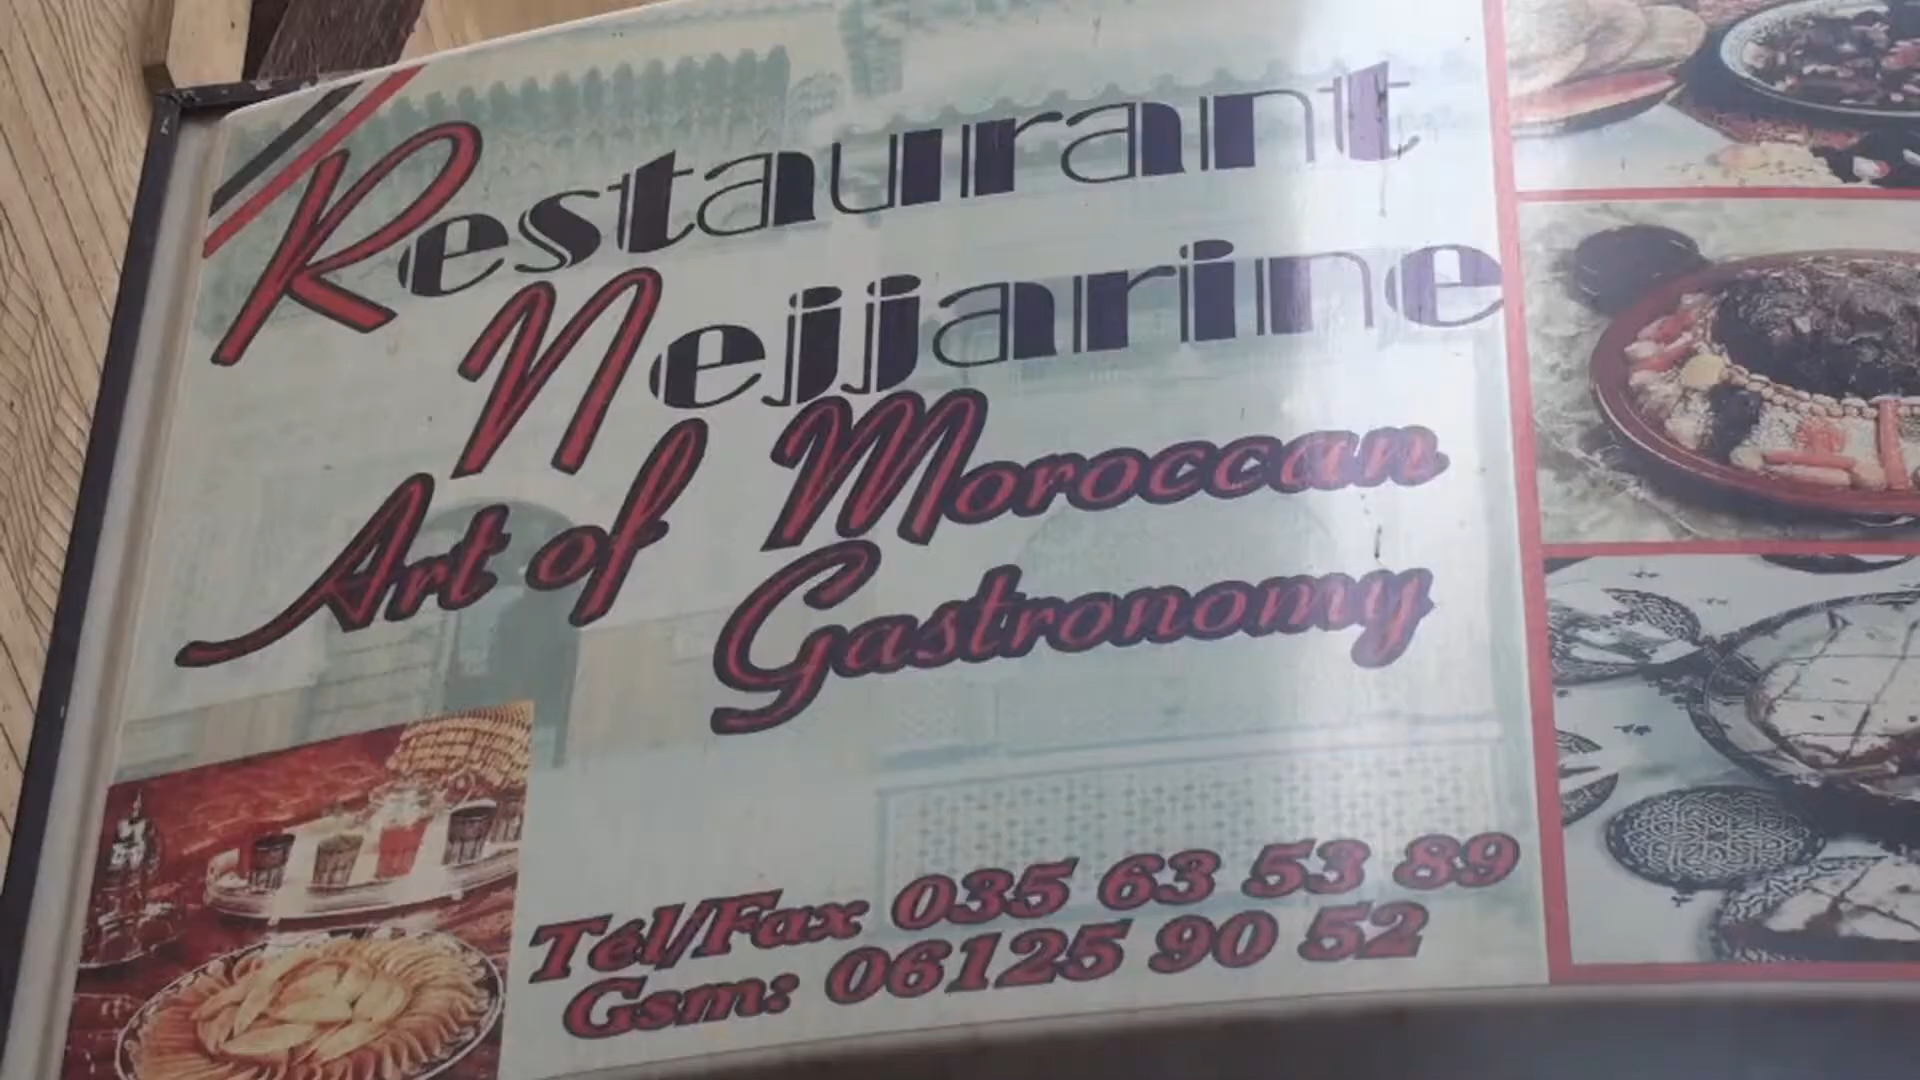 Restaurant
Nejjarine
Art of Moroccan
Gastronomy
Tél/Fax 035 63 53 89
Gsm: 06125 90 52